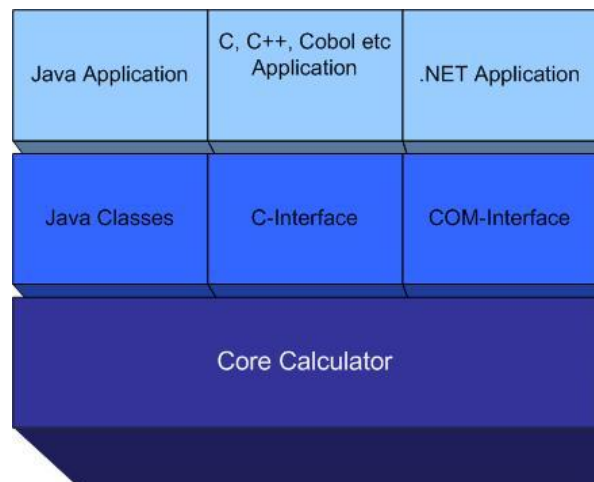 Java Application
C, C++, Cobol etc
Application
.NET Application
Java Classes
C-Interface
COM-Interface
Core Calculator